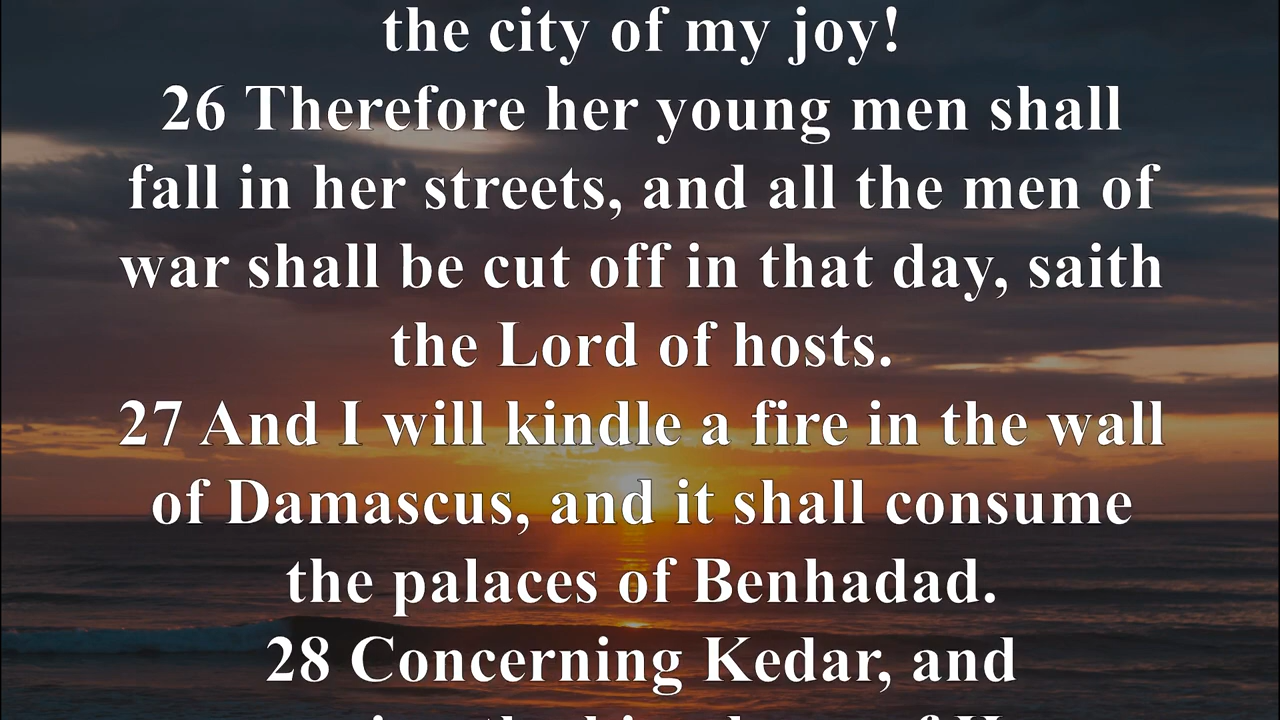 the city of my joy!
26 Therefore her young men shall
fall in her streets, and all the men of
war shall be cut off in that day, saith
the Lord of hosts.
27 And I will kindle a fire in the wall
of Damascus, and it shall consume
the palaces of Benhadad.
28 Concerning Kedar, and